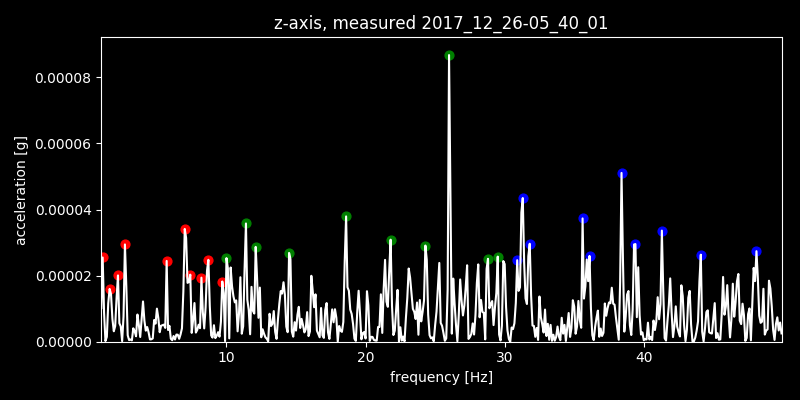 z-axis, measured 2017_12_26-05_40_01
0.00008
0.00006
0.00004
0.00002
0.00000
acceleration [g]
10 20 30 40
frequency [Hz]